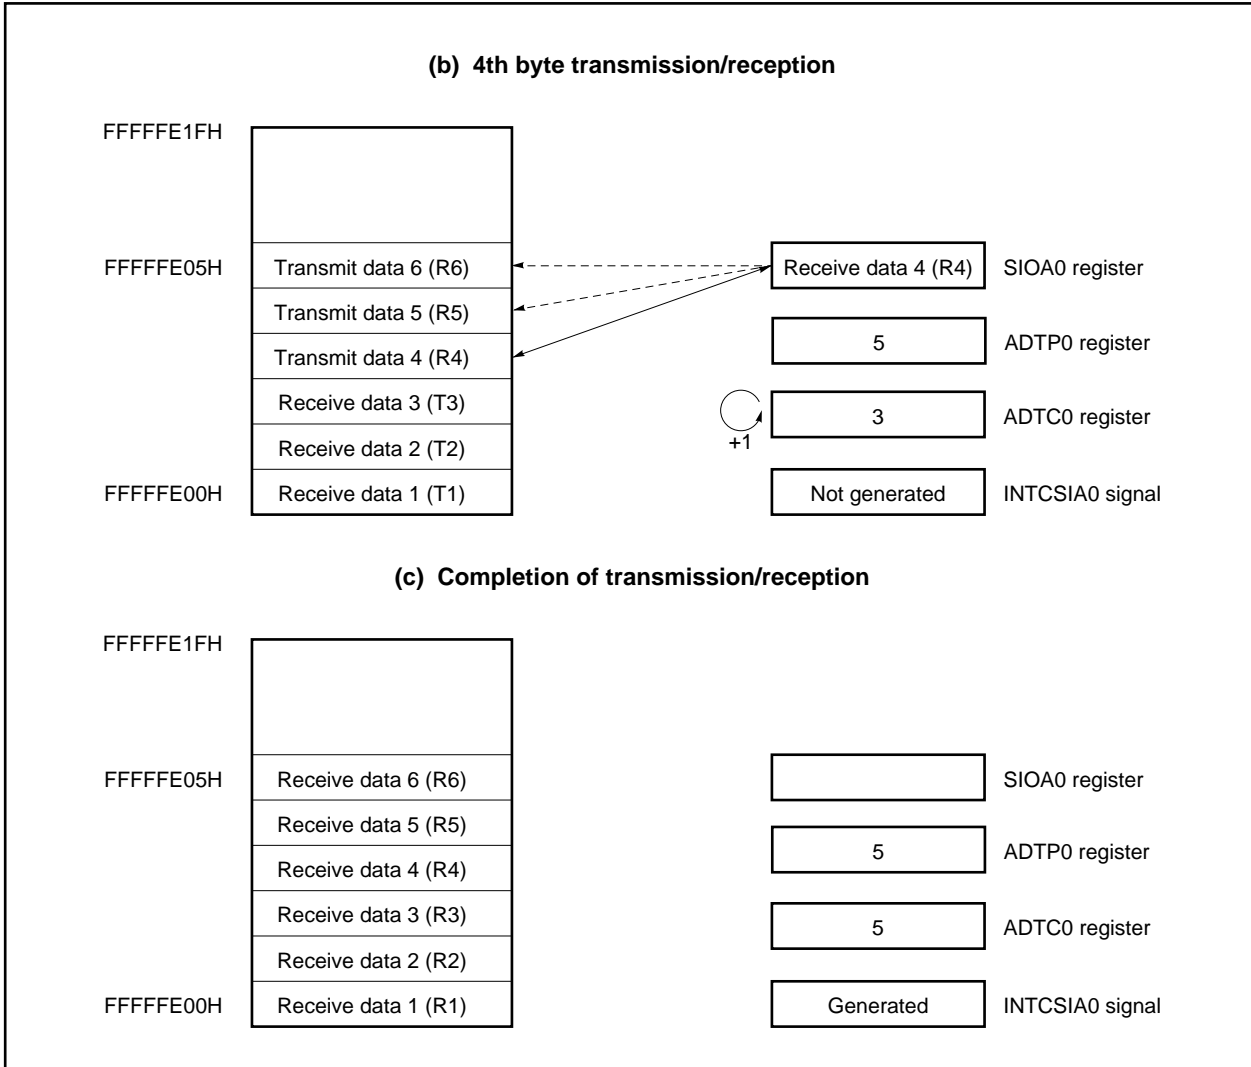 (b) 4th byte transmission/reception
FFFFFE1FH
FFFFFE05H
Transmit data 6 (R6)
Receive data 4 (R4)
SIOA0 register
Transmit data 5 (R5)
5
ADTP0 register
Transmit data 4 (R4)
Receive data 3 (T3)
3
ADTC0 register
+1
Receive data 2 (T2)
FFFFFE00H
Receive data 1 (T1)
Not generated
INTCSIA0 signal
(c) Completion of transmission/reception
FFFFFE1FH
FFFFFE05H
Receive data 6 (R6)
SIOA0 register
Receive data 5 (R5)
5
ADTP0 register
Receive data 4 (R4)
Receive data 3 (R3)
5
ADTC0 register
Receive data 2 (R2)
FFFFFE00H
Receive data 1 (R1)
Generated
INTCSIA0 signal